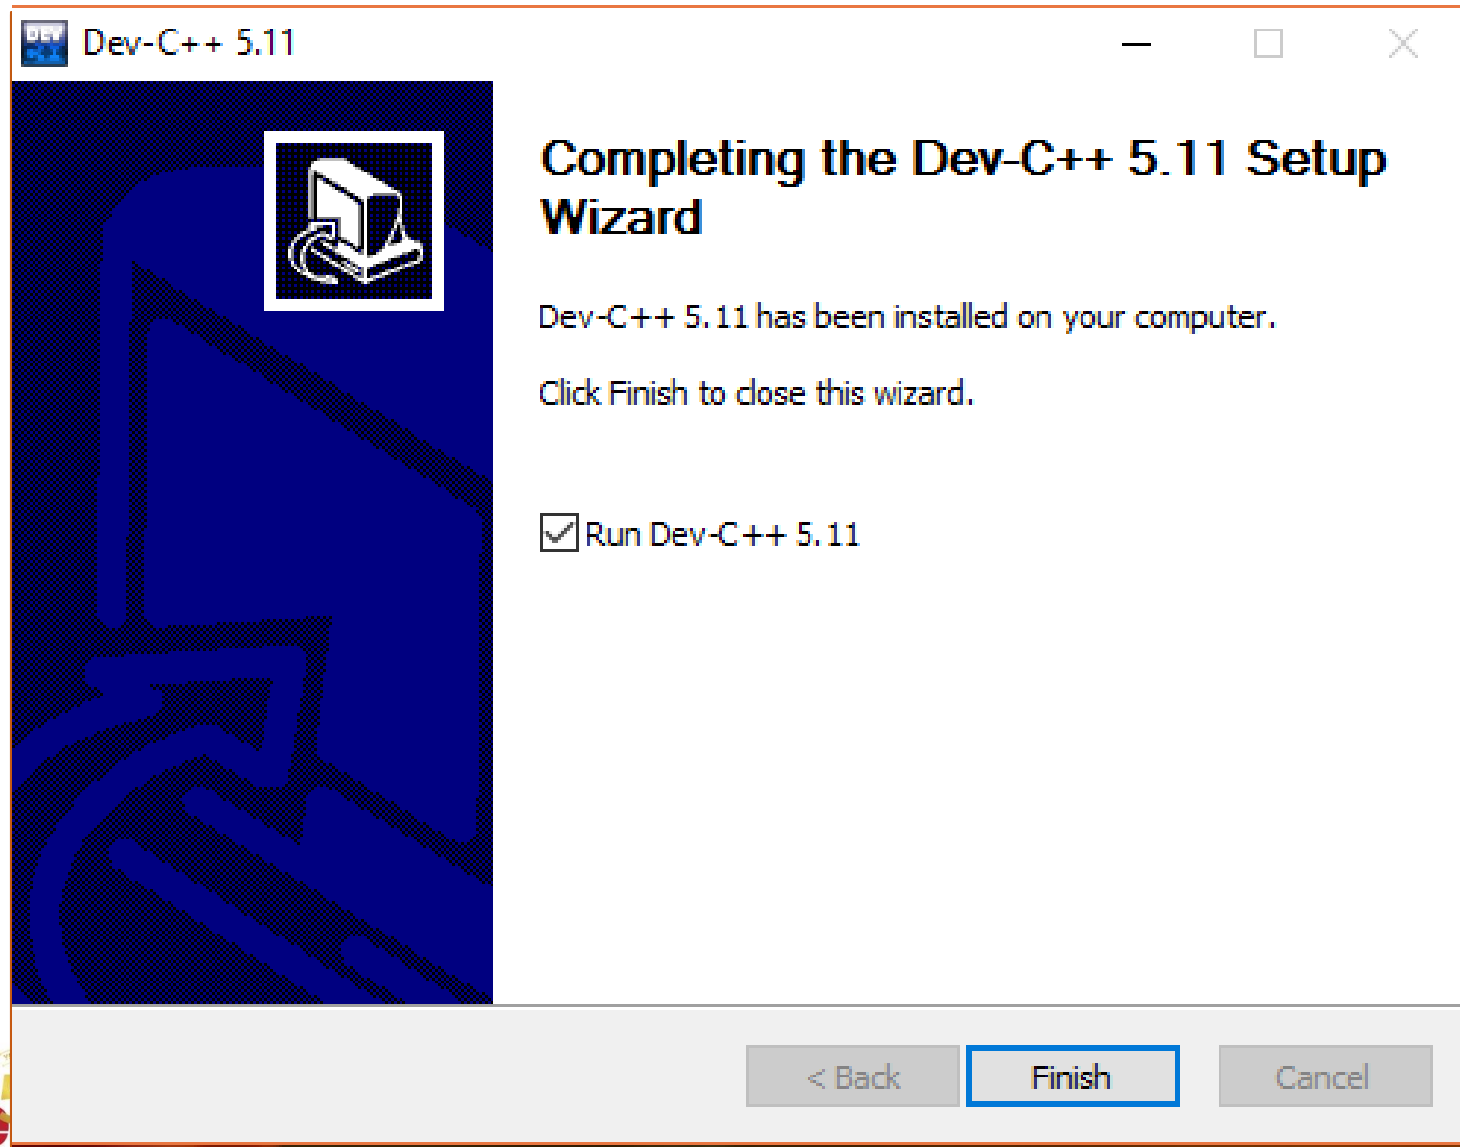 Dev-C++ 5.11
Completing the Dev-C++ 5.11 Setup
Wizard
Dev-C++ 5.11 has been installed on your computer.
Click Finish to close this wizard.
Run Dev-C++ 5.11
< Back
Finish
Cancel